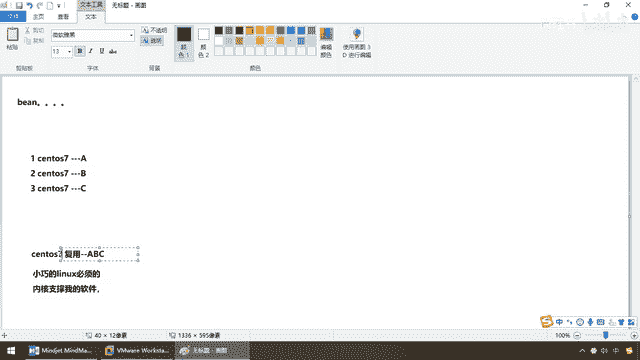 文本工具
无标题 - 画图
主页
查看
文本
剪切
复制
粘贴
剪贴板
微软雅黑
13
B I U abc
字体
不透明
透明
背景
颜色 1
颜色 2
颜色
编辑颜色
使用画图 3D 进行编辑
bean。。。。
1 centos7 ---A
2 centos7 ---B
3 centos7 ---C
centos7 复用--ABC
小巧的linux必须的
内核支撑我的软件，
40 × 12像素
1336 × 595像素
100%
中
Mindjet MindMa...
VMware Worksta...
无标题 - 画图
中